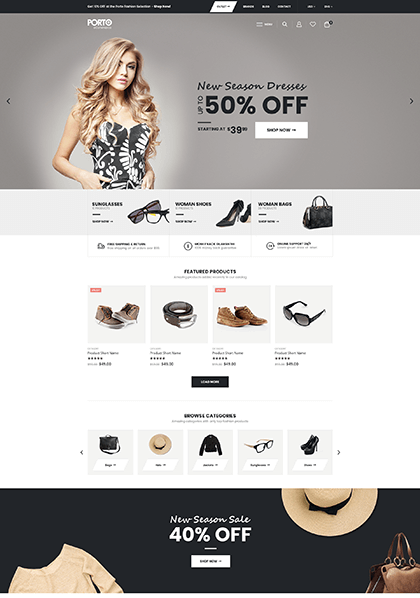 Get 10% Off at the Porto Fashion Selection - Shop Now!
OUTLET
BRANDS
BLOG
CONTACT
USD
ENG
PORTO
MENU
0
New Season Dresses
UP TO 50% OFF
STARTING AT $39.99
SHOP NOW
SUNGLASSES
SHOP NOW
WOMAN SHOES
SHOP NOW
WOMAN BAGS
SHOP NOW
FREE SHIPPING & RETURN
MONEY BACK GUARANTEE
ONLINE SUPPORT 24/7
FEATURED PRODUCTS
Product Short Name
$49.00
Product Short Name
$49.00
Product Short Name
$49.00
Product Short Name
$49.00
LOAD MORE
BROWSE CATEGORIES
Bags
Hats
Jackets
Sunglasses
Shoes
New Season Sale
40% OFF
SHOP NOW